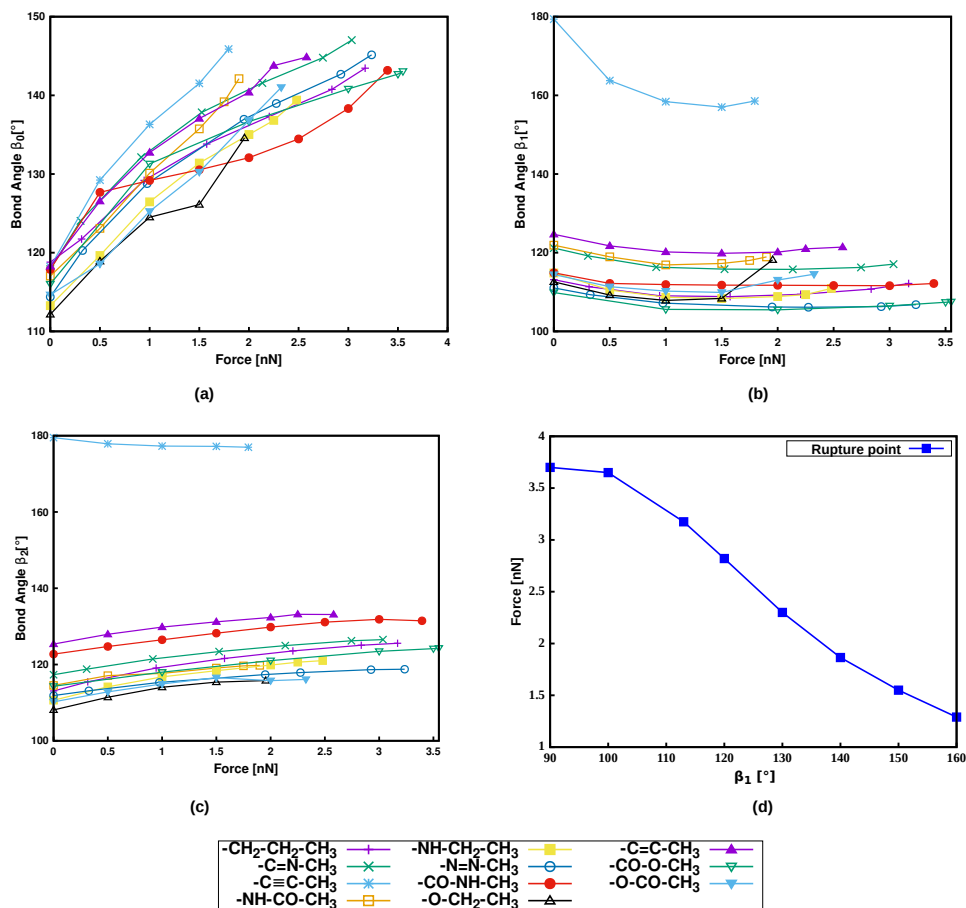 150
140
130
120
110
0
0.5
1
1.5
2
2.5
3
3.5
4
Bond Angle β0[°]
Force [nN]
(a)
180
160
140
120
100
0
0.5
1
1.5
2
2.5
3
3.5
Bond Angle β1[°]
Force [nN]
(b)
180
160
140
120
100
0
0.5
1
1.5
2
2.5
3
3.5
Bond Angle β2[°]
Force [nN]
(c)
4
3.5
3
2.5
2
1.5
1
90
100
110
120
130
140
150
160
Rupture point
Force [nN]
β1 [°]
(d)
-CH2-CH2-CH3
-C=N-CH3
-C≡C-CH3
-NH-CO-CH3
-NH-CH2-CH3
-N=N-CH3
-CO-NH-CH3
-O-CH2-CH3
-C=C-CH3
-CO-O-CH3
-O-CO-CH3